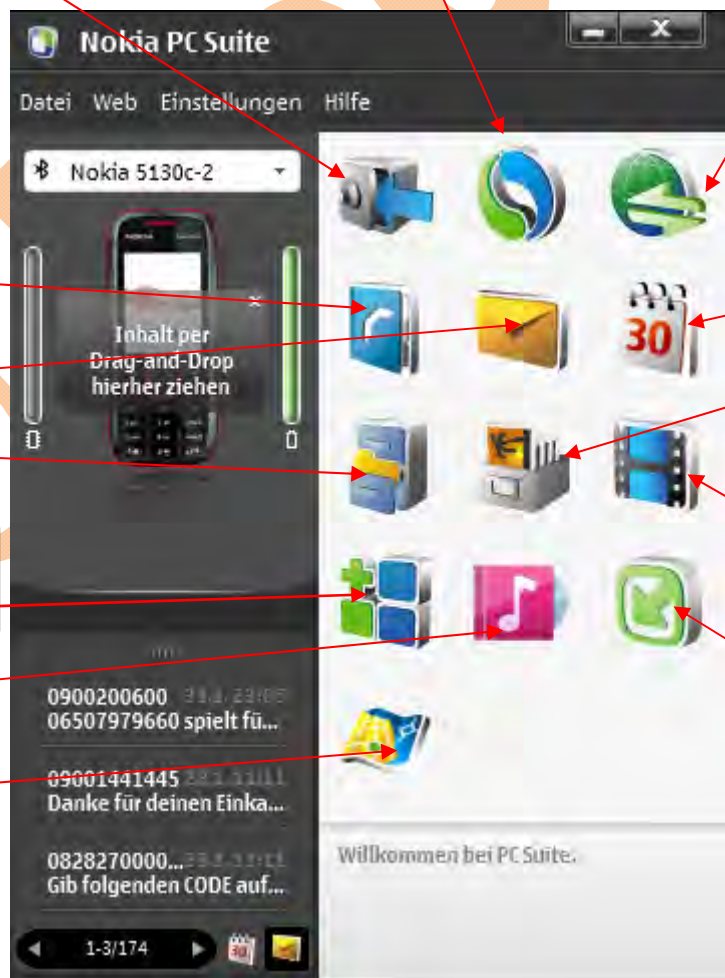 Nokia PC Suite
Datei Web Einstellungen Hilfe
Nokia 5130c-2
Inhalt per
Drag-and-Drop
hierher ziehen
30
0900200600
06507979660 spielt fü...
09001441445
Danke für deinen Einka...
0828270000...
Gib folgenden CODE auf...
Willkommen bei PC Suite.
1-3/174